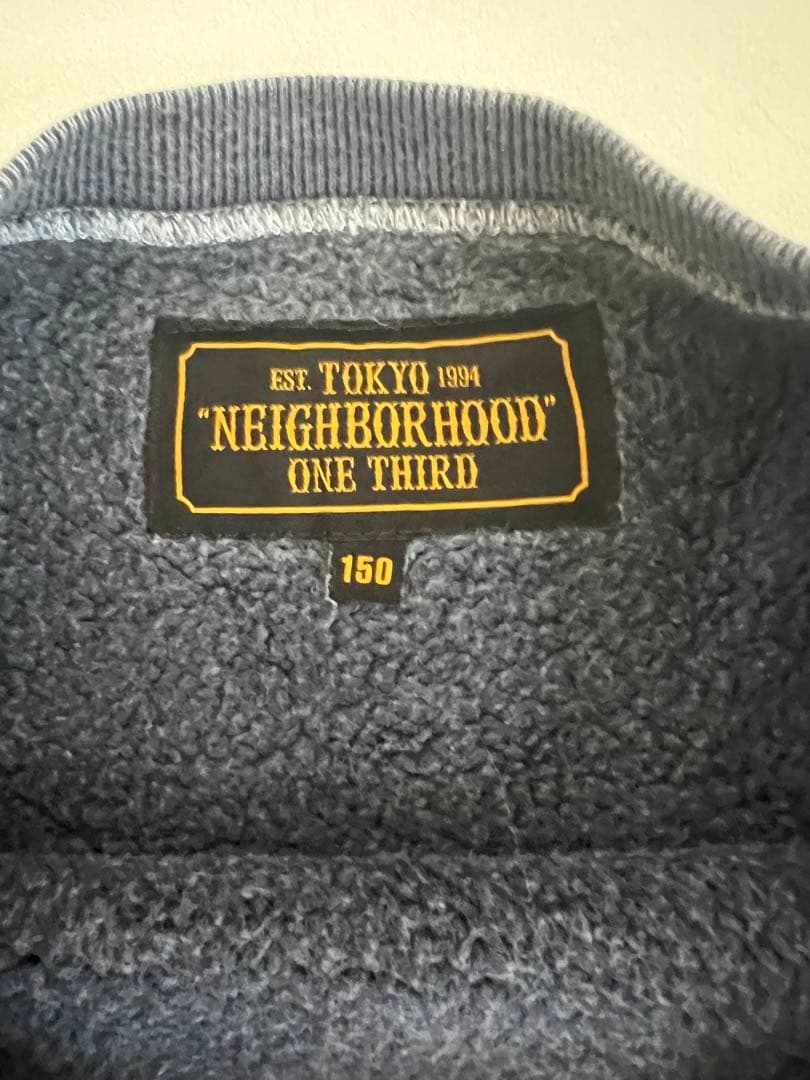 EST. TOKYO 1994
"NEIGHBORHOOD"
ONE THIRD
150